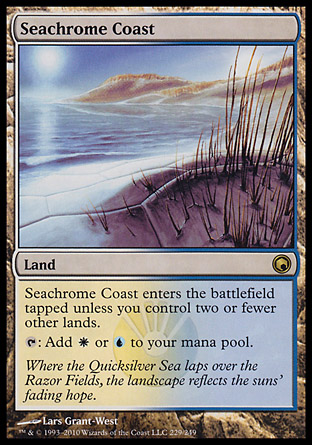 Seachrome Coast
Land
Seachrome Coast enters the battlefield
tapped unless you control two or fewer
other lands.
: Add or to your mana pool.
Where the Quicksilver Sea laps over the
Razor Fields, the landscape reflects the suns'
fading hope.
Lars Grant-West
™ & © 1993–2010 Wizards of the Coast LLC 229/249